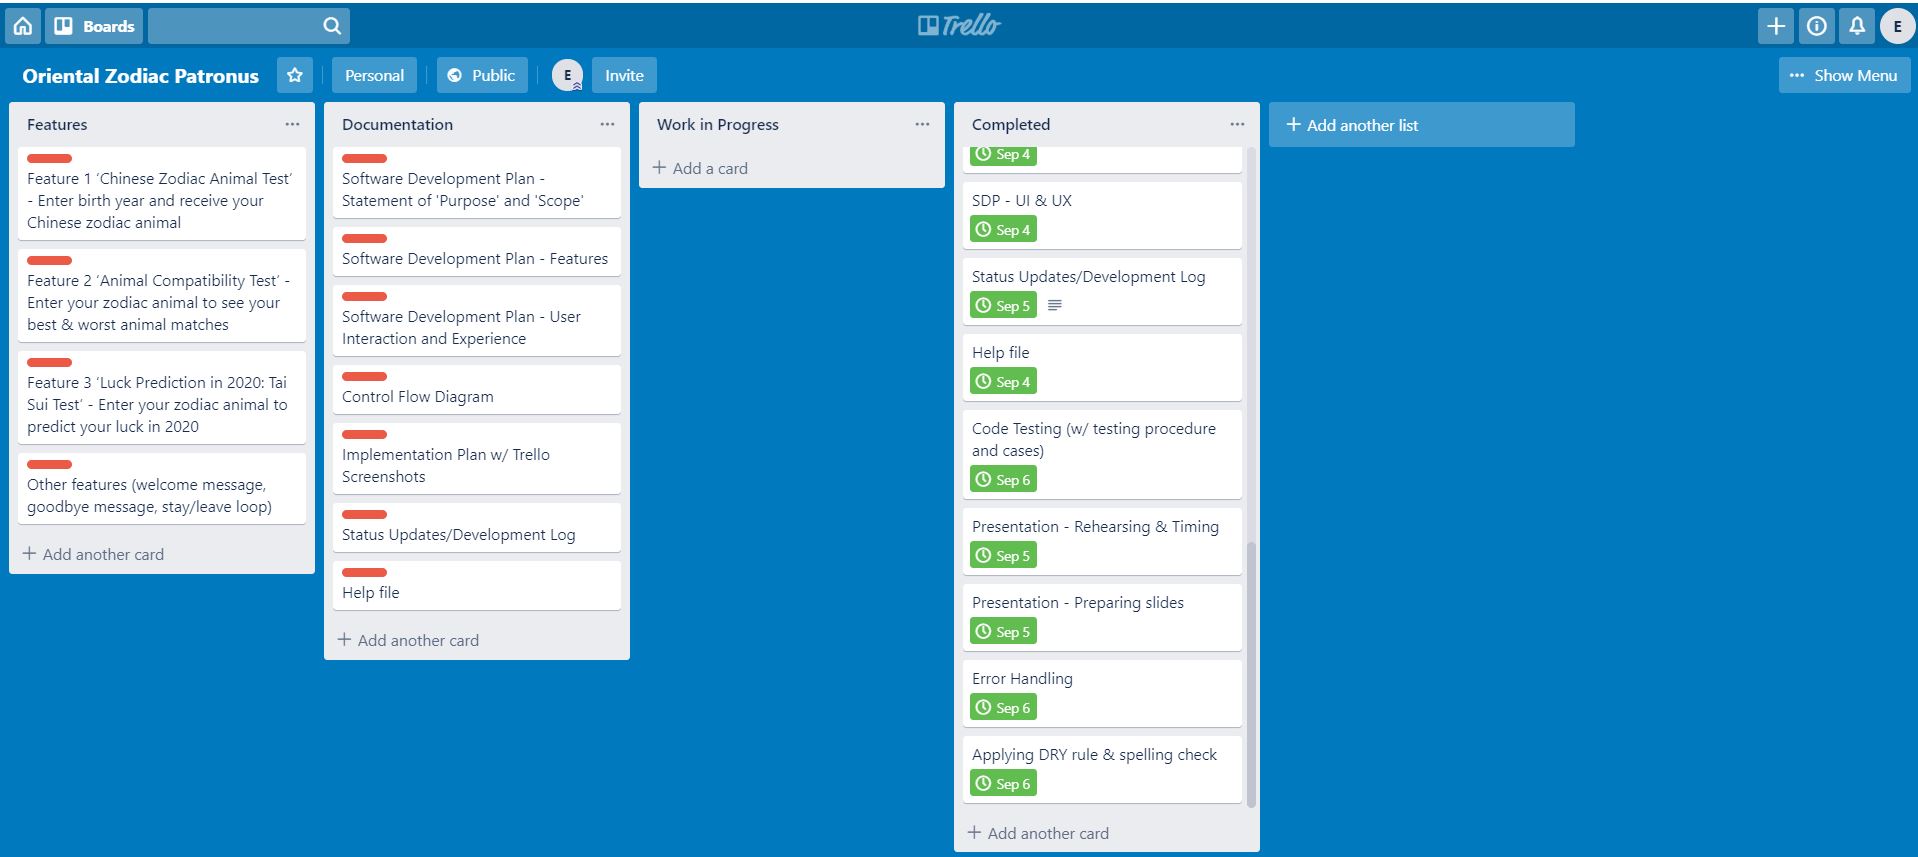 Boards
Trello
E
Oriental Zodiac Patronus
Personal
Public
E
Invite
Show Menu
Features
Feature 1 ‘Chinese Zodiac Animal Test’
- Enter birth year and receive your
Chinese zodiac animal
Feature 2 ‘Animal Compatibility Test’ -
Enter your zodiac animal to see your
best & worst animal matches
Feature 3 ‘Luck Prediction in 2020: Tai
Sui Test’ - Enter your zodiac animal to
predict your luck in 2020
Other features (welcome message,
goodbye message, stay/leave loop)
+ Add another card
Documentation
Software Development Plan -
Statement of 'Purpose' and 'Scope'
Software Development Plan - Features
Software Development Plan - User
Interaction and Experience
Control Flow Diagram
Implementation Plan w/ Trello
Screenshots
Status Updates/Development Log
Help file
+ Add another card
Work in Progress
+ Add a card
Completed
Sep 4
SDP - UI & UX
Sep 4
Status Updates/Development Log
Sep 5
Help file
Sep 4
Code Testing (w/ testing procedure
and cases)
Sep 6
Presentation - Rehearsing & Timing
Sep 5
Presentation - Preparing slides
Sep 5
Error Handling
Sep 6
Applying DRY rule & spelling check
Sep 6
+ Add another card
+ Add another list